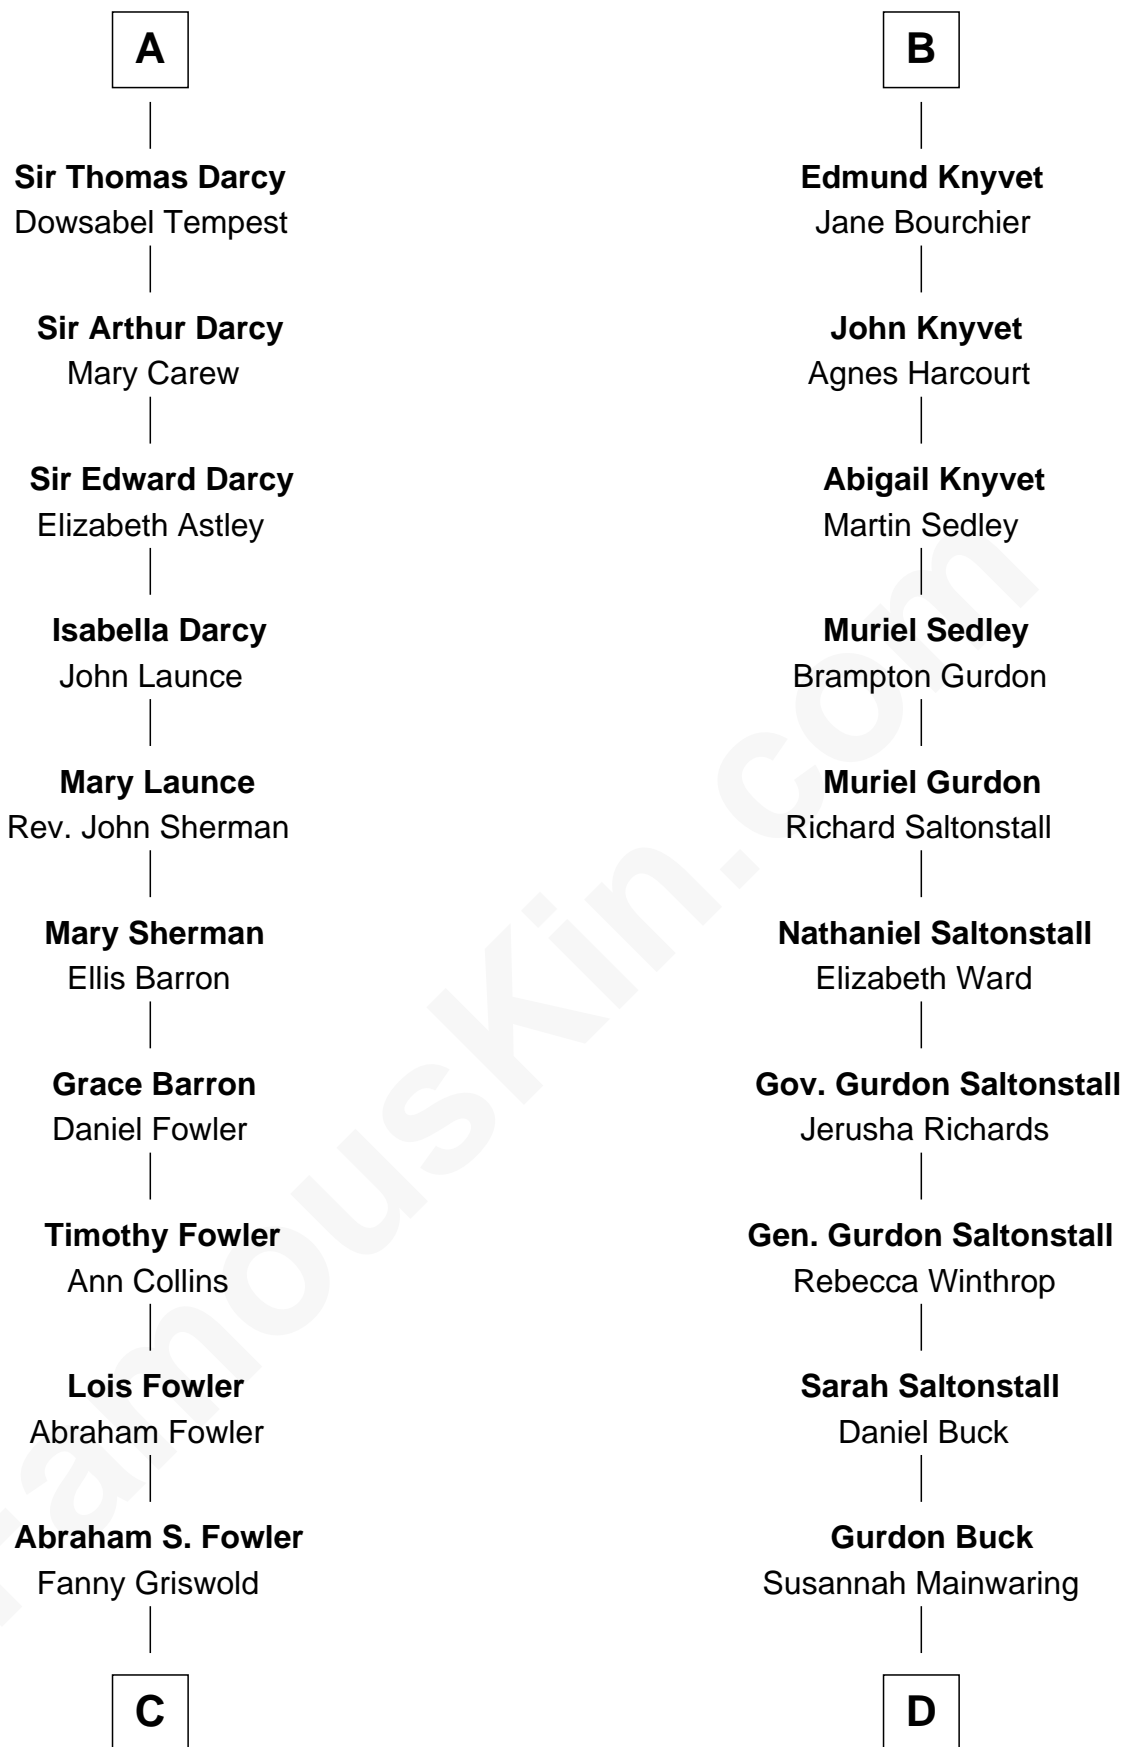 A
Sir Thomas Darcy
Dowsabel Tempest
Sir Arthur Darcy
Mary Carew
Sir Edward Darcy
Elizabeth Astley
Isabella Darcy
John Launce
Mary Launce
Rev. John Sherman
Mary Sherman
Ellis Barron
Grace Barron
Daniel Fowler
Timothy Fowler
Ann Collins
Lois Fowler
Abraham Fowler
Abraham S. Fowler
Fanny Griswold
C
B
Edmund Knyvet
Jane Bourchier
John Knyvet
Agnes Harcourt
Abigail Knyvet
Martin Sedley
Muriel Sedley
Brampton Gurdon
Muriel Gurdon
Richard Saltonstall
Nathaniel Saltonstall
Elizabeth Ward
Gov. Gurdon Saltonstall
Jerusha Richards
Gen. Gurdon Saltonstall
Rebecca Winthrop
Sarah Saltonstall
Daniel Buck
Gurdon Buck
Susannah Mainwaring
D
FamousKin.com